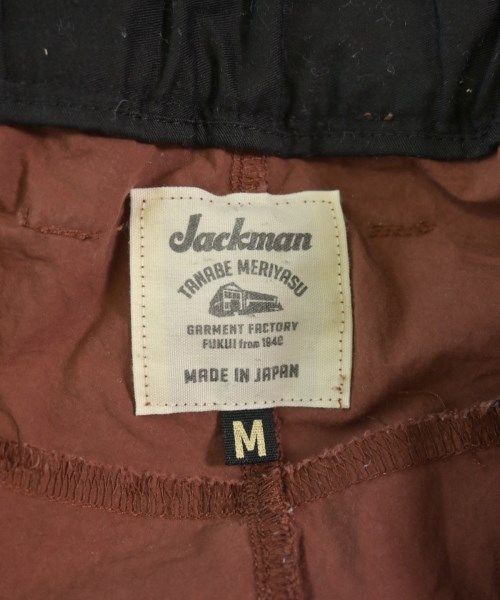 Jackman
TANABE MERIYASU
GARMENT FACTORY
FUKUI from 1940
MADE IN JAPAN
M